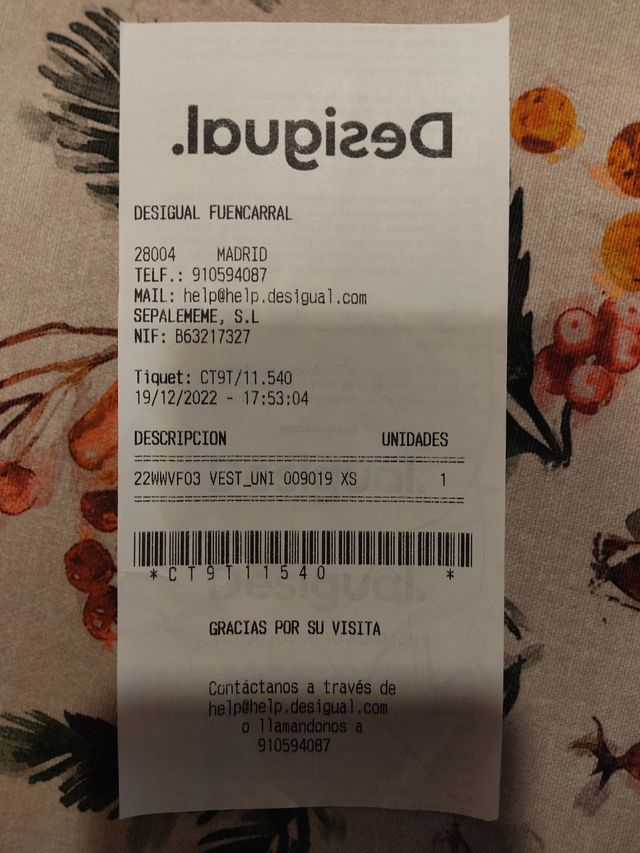 Desigual.
DESIGUAL FUENCARRAL
28004 MADRID
TELF.: 910594087
MAIL: help@help.desigual.com
SEPALEMEME, S.L
NIF: B63217327
Tiquet: CT9T/11.540
19/12/2022 - 17:53:04
DESCRIPCION UNIDADES
22WWVF03 VEST_UNI 009019 XS 1
*CT9T11540*
GRACIAS POR SU VISITA
Contáctanos a través de
help@help.desigual.com
o llamandonos a
910594087